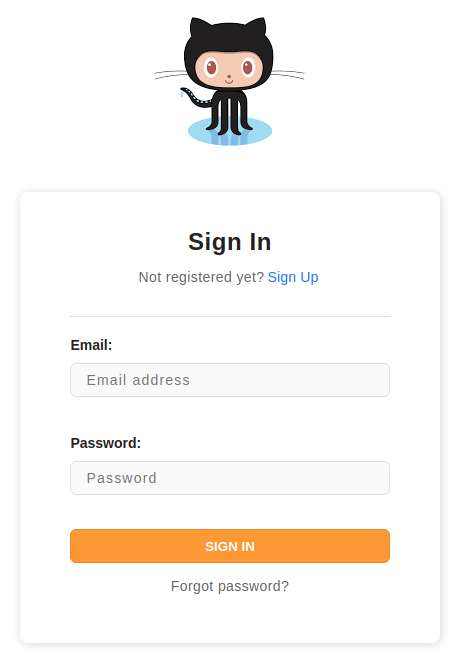 Sign In
Not registered yet? Sign Up
Email:
Email address
Password:
Password
SIGN IN
Forgot password?